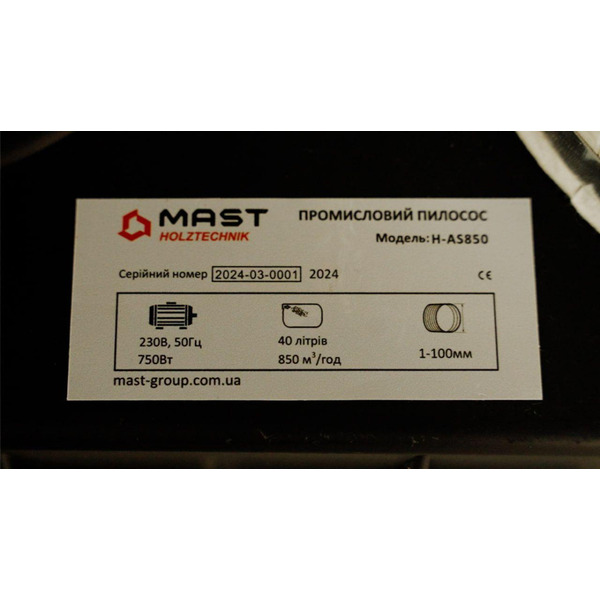 MAST
HOLZTECHNIK
ПРОМИСЛОВИЙ ПИЛОСОС
Модель: H-AS850
Серійний номер 2024-03-0001 2024
CE
230В, 50Гц
750Вт
40 літрів
850 м³/год
1-100мм
mast-group.com.ua